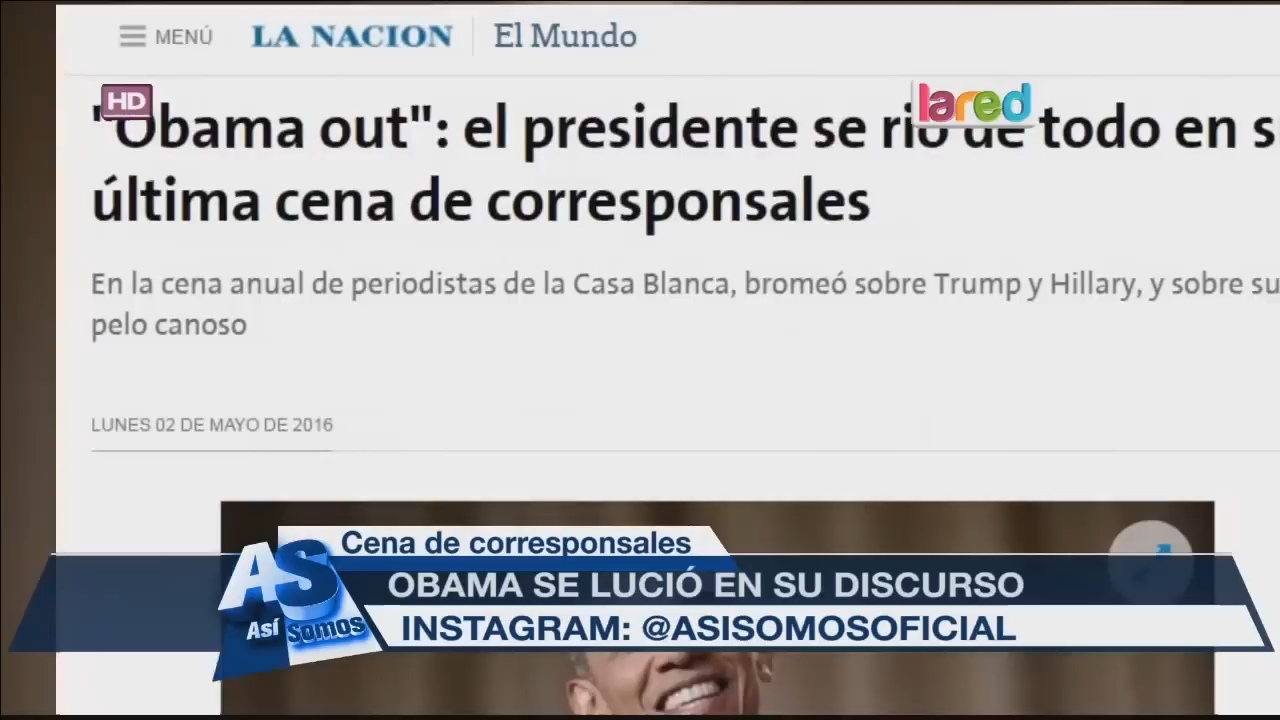 MENÚ LA NACION El Mundo
HD
lared
"Obama out": el presidente se rio de todo en s
última cena de corresponsales
En la cena anual de periodistas de la Casa Blanca, bromeó sobre Trump y Hillary, y sobre su
pelo canoso
LUNES 02 DE MAYO DE 2016
Cena de corresponsales
OBAMA SE LUCIÓ EN SU DISCURSO
AS
Así Somos
INSTAGRAM: @ASISOMOSOFICIAL